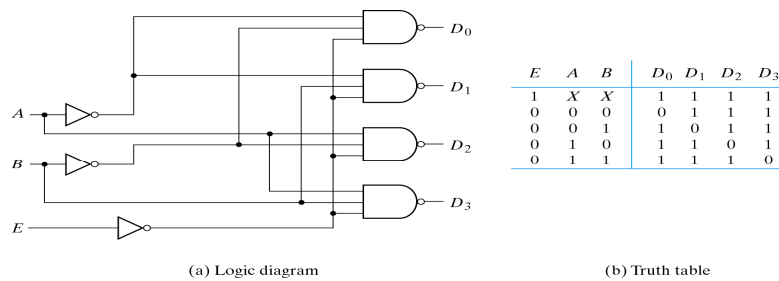 D0
D1
A
D2
B
D3
E
(a) Logic diagram
E A B D0 D1 D2 D3
1 X X 1 1 1 1
0 0 0 0 1 1 1
0 0 1 1 0 1 1
0 1 0 1 1 0 1
0 1 1 1 1 1 0
(b) Truth table